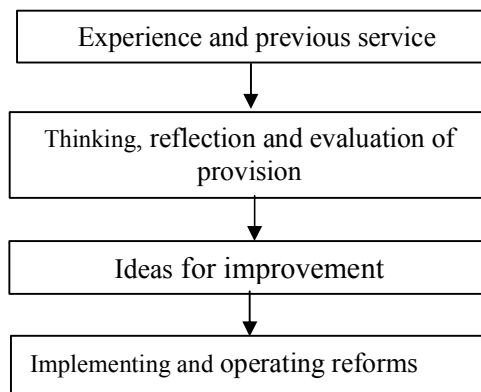 Experience and previous service
Thinking, reflection and evaluation of
provision
Ideas for improvement
Implementing and operating reforms